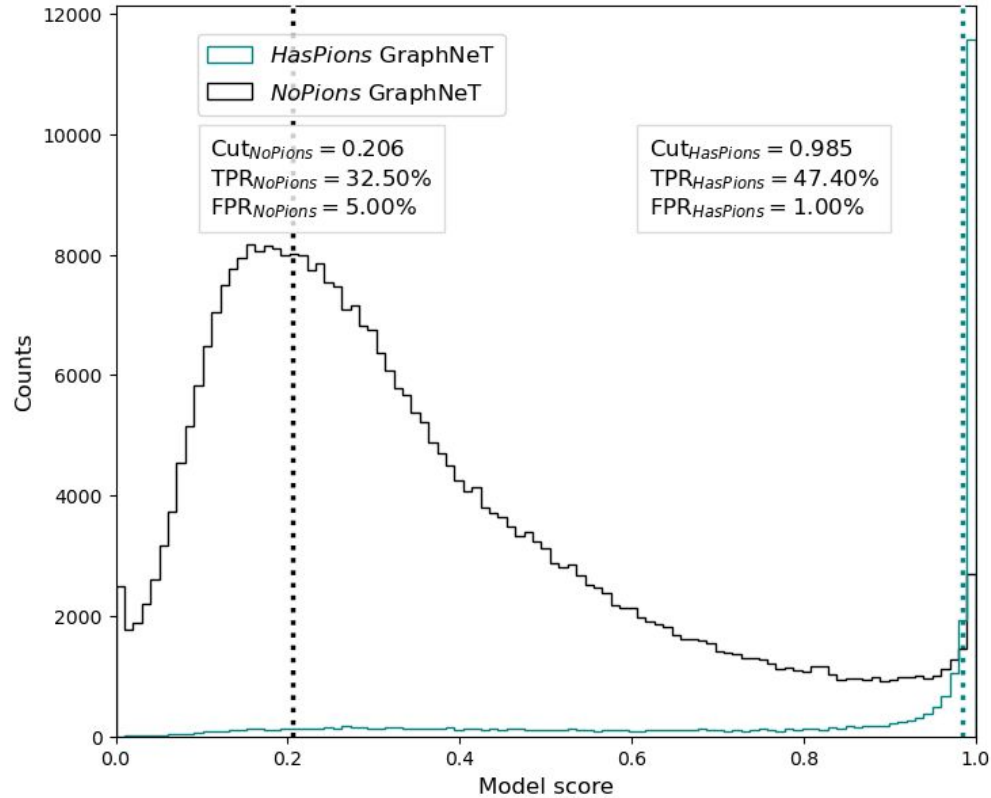 12000
10000
8000
6000
4000
2000
0
Counts
HasPions GraphNeT
NoPions GraphNeT
Cut_NoPions = 0.206
TPR_NoPions = 32.50%
FPR_NoPions = 5.00%
Cut_HasPions = 0.985
TPR_HasPions = 47.40%
FPR_HasPions = 1.00%
0.0 0.2 0.4 0.6 0.8 1.0
Model score